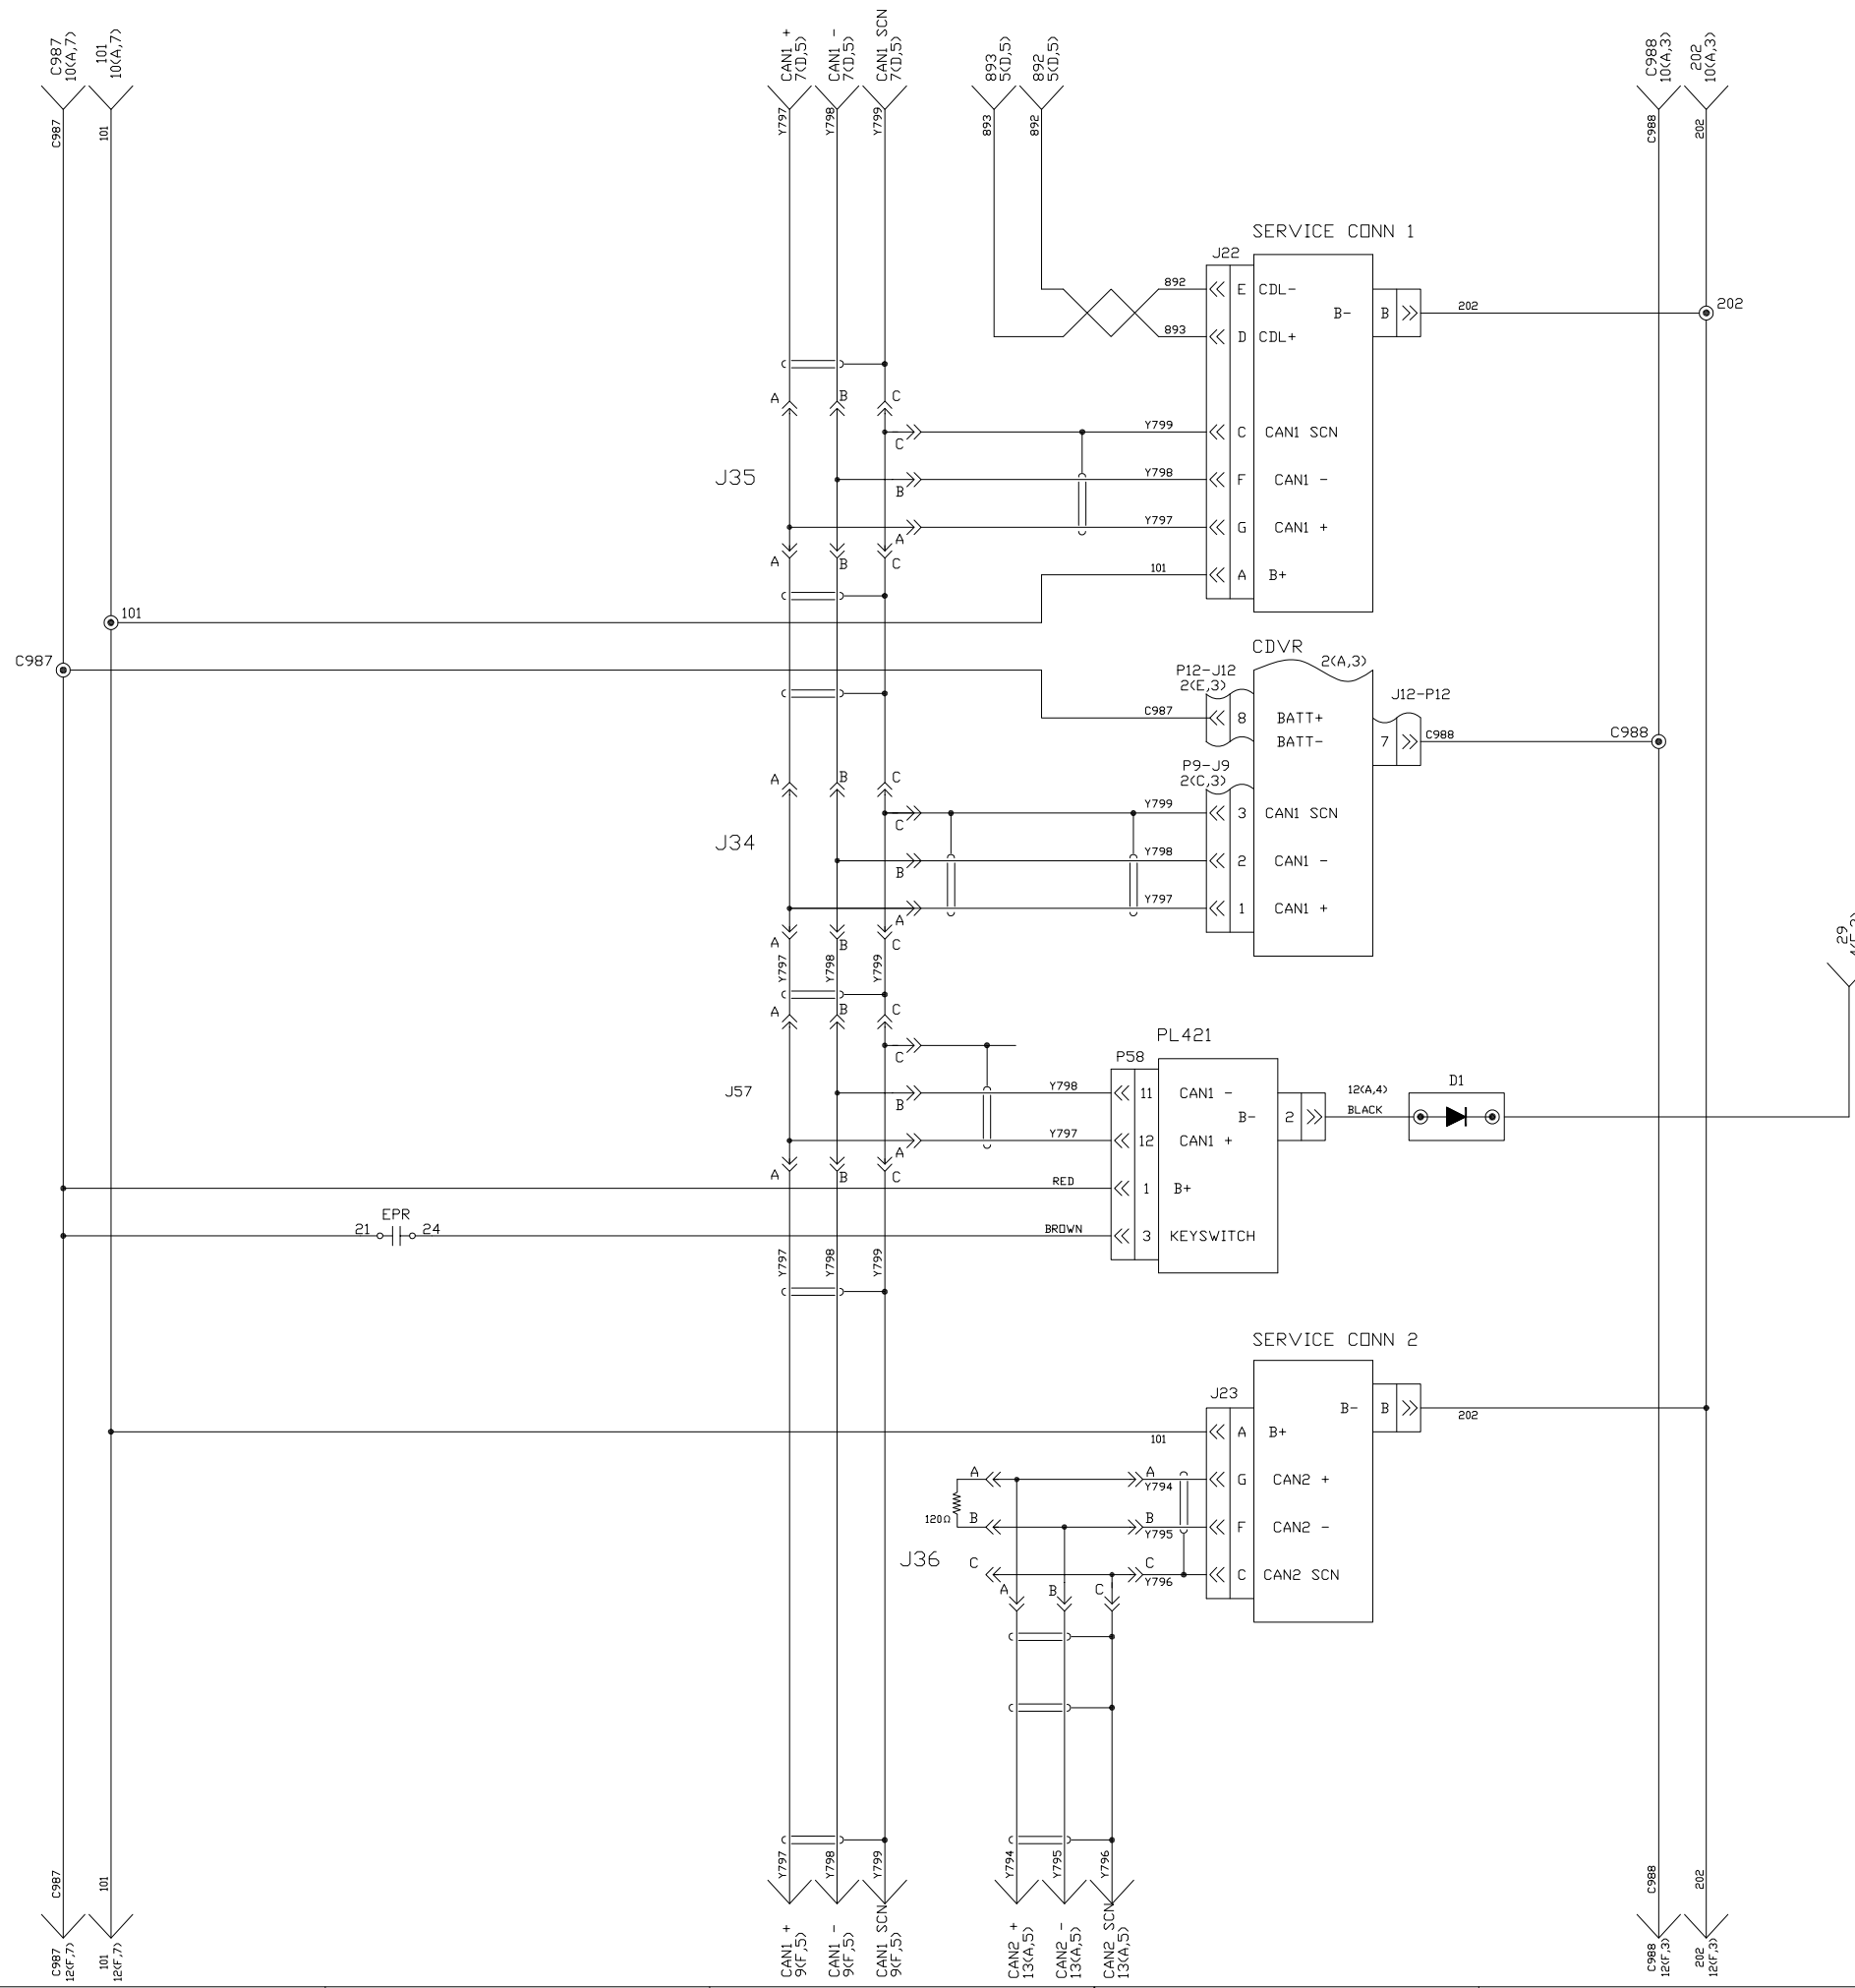 C987
10(A,7)
101
10(A,7)
CAN1 +
7(D,5)
CAN1 -
7(D,5)
CAN1 SCN
7(D,5)
893
5(D,5)
892
5(D,5)
C988
10(A,3)
202
10(A,3)
C987
101
Y797
Y798
Y799
893
892
C988
202
SERVICE CONN 1
J22
892
E
CDL-
B-
B
202
202
893
D
CDL+
A
B
C
Y799
C
CAN1 SCN
C
J35
Y798
F
CAN1 -
B
Y797
G
CAN1 +
A
A
B
C
101
A
B+
101
CDVR
2(A,3)
C987
P12-J12
2(E,3)
J12-P12
C987
8
BATT+
BATT-
7
C988
C988
P9-J9
2(C,3)
A
B
C
Y799
3
CAN1 SCN
C
J34
Y798
2
CAN1 -
B
Y797
1
CAN1 +
A
A
B
C
Y797
Y798
Y799
29
A
B
C
PL421
P58
C
D1
J57
Y798
11
CAN1 -
12(A,4)
B
B-
2
BLACK
Y797
12
CAN1 +
A
A
B
C
RED
1
B+
EPR
21
24
BROWN
3
KEYSWITCH
Y797
Y798
Y799
SERVICE CONN 2
J23
B-
B
202
A
B+
101
A
A
Y794
G
CAN2 +
120Ω
B
B
Y795
F
CAN2 -
J36
C
C
Y796
C
CAN2 SCN
A
B
C
C987
101
Y797
Y798
Y799
Y794
Y795
Y796
C988
202
C987
12(F,7)
101
12(F,7)
CAN1 +
9(F,5)
CAN1 -
9(F,5)
CAN1 SCN
9(F,5)
CAN2 +
13(A,5)
CAN2 -
13(A,5)
CAN2 SCN
13(A,5)
C988
12(F,3)
202
12(F,3)